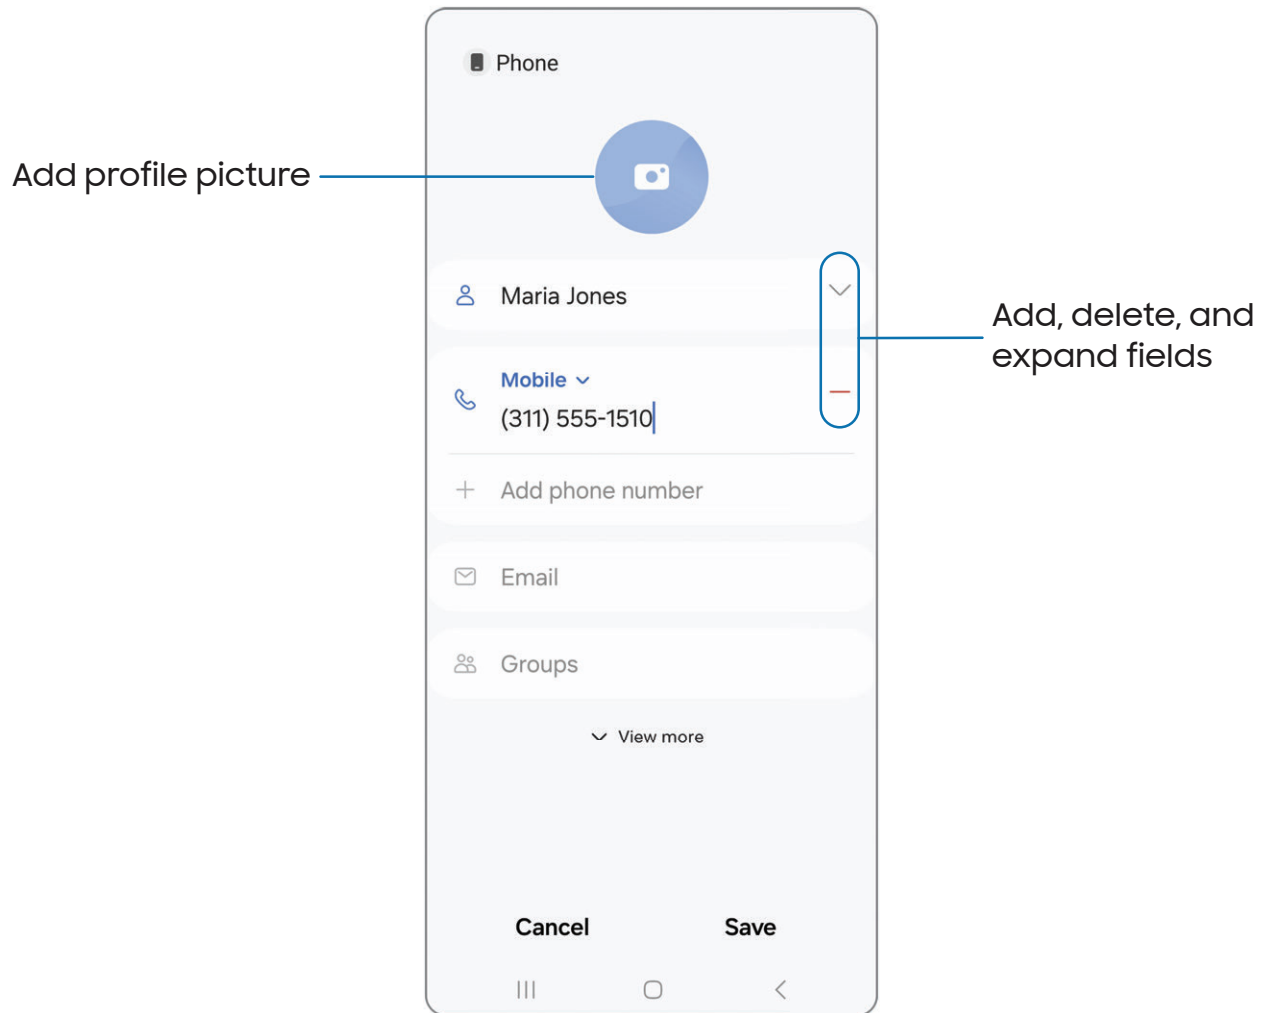 Phone
Add profile picture
Maria Jones
Add, delete, and
expand fields
Mobile
(311) 555-1510
Add phone number
Email
Groups
View more
Cancel
Save